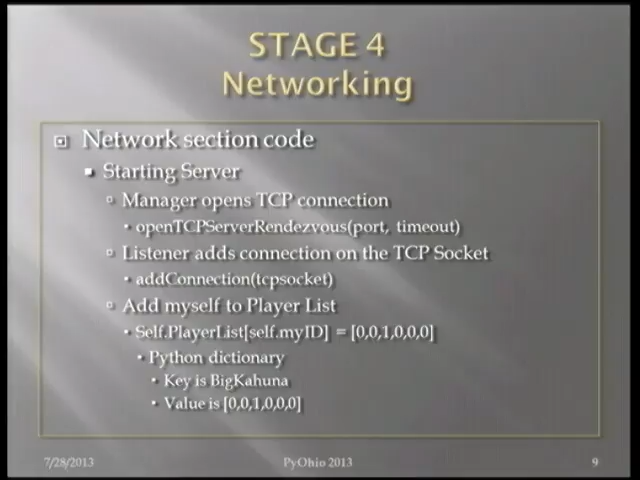 STAGE 4
Networking
Network section code
Starting Server
Manager opens TCP connection
openTCPServerRendezvous(port, timeout)
Listener adds connection on the TCP Socket
addConnection(tcpsocket)
Add myself to Player List
Self.PlayerList[self.myID] = [0,0,1,0,0,0]
Python dictionary
Key is BigKahuna
Value is [0,0,1,0,0,0]
7/28/2013 PyOhio 2013 9